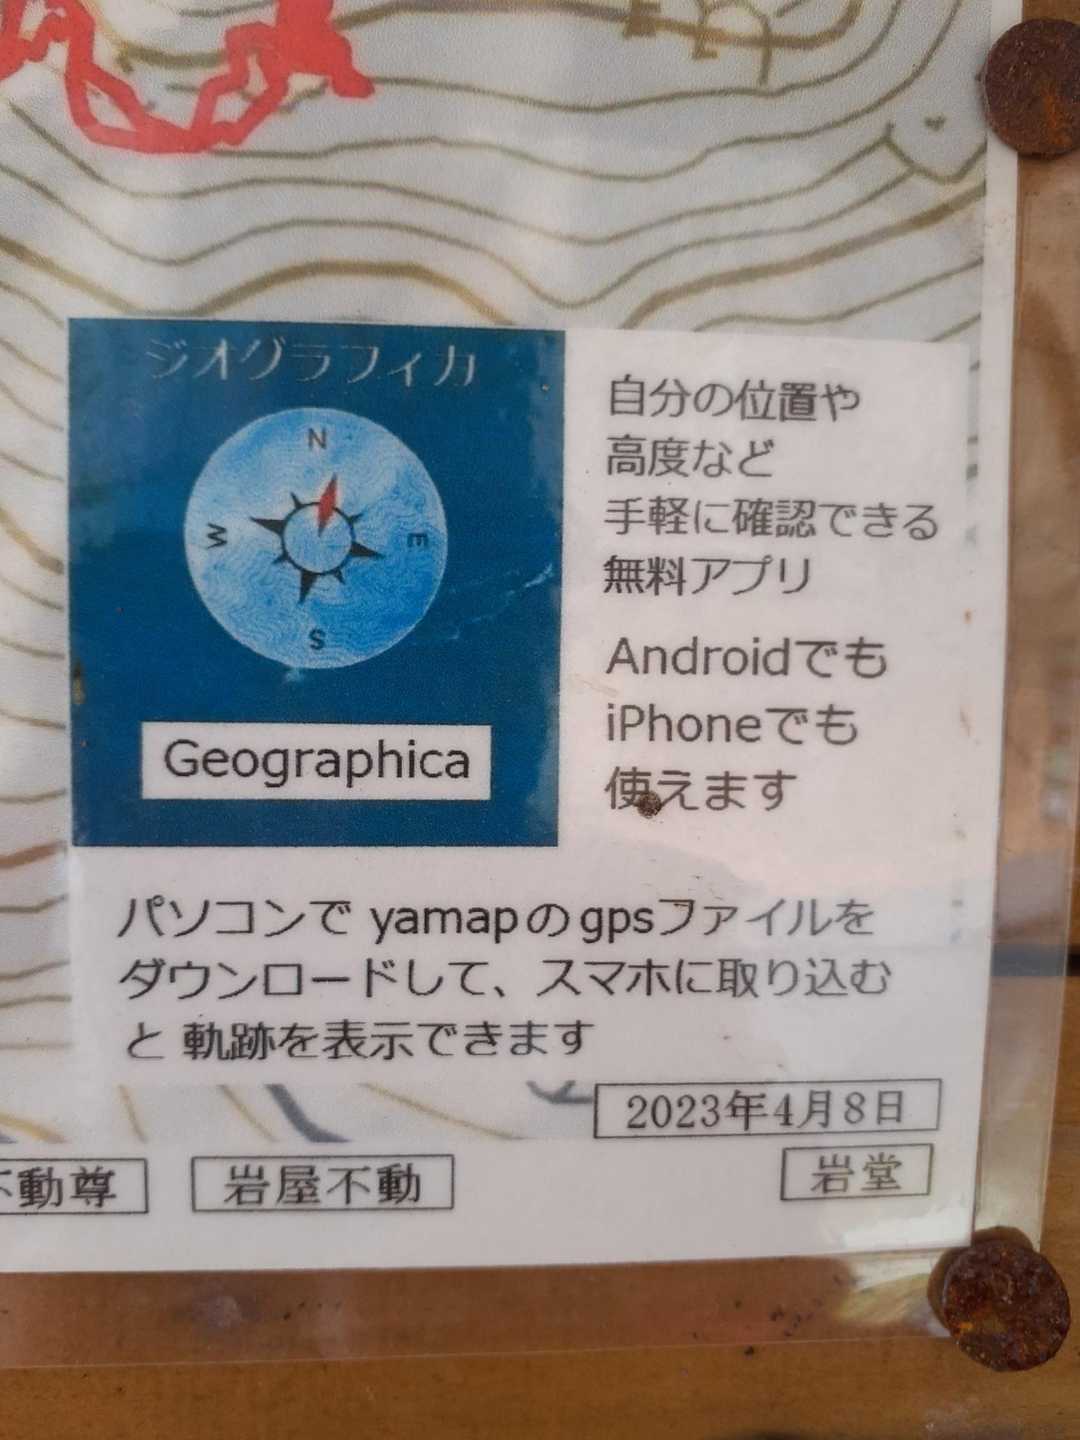 ジオグラフィカ
N
W
E
S
Geographica
自分の位置や
高度など
手軽に確認できる
無料アプリ
Androidでも
iPhoneでも
使えます
パソコンで yamapのgpsファイルを
ダウンロードして、スマホに取り込む
と 軌跡を表示できます
2023年4月8日
不動尊
岩屋不動
岩堂